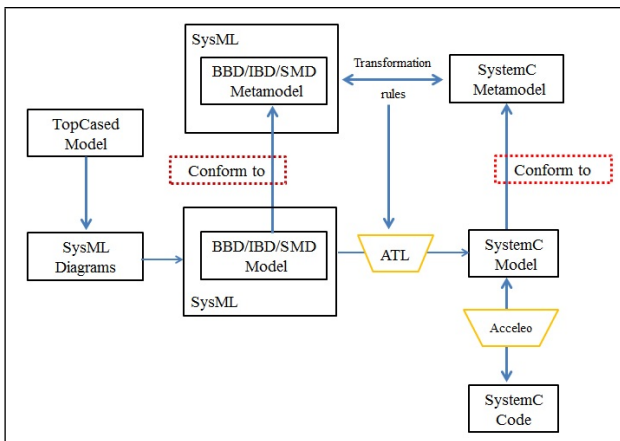 SysML
BBD/IBD/SMD
Metamodel
Transformation
rules
SystemC
Metamodel
TopCased
Model
Conform to
Conform to
SysML
Diagrams
BBD/IBD/SMD
Model
SysML
ATL
SystemC
Model
Acceleo
SystemC
Code